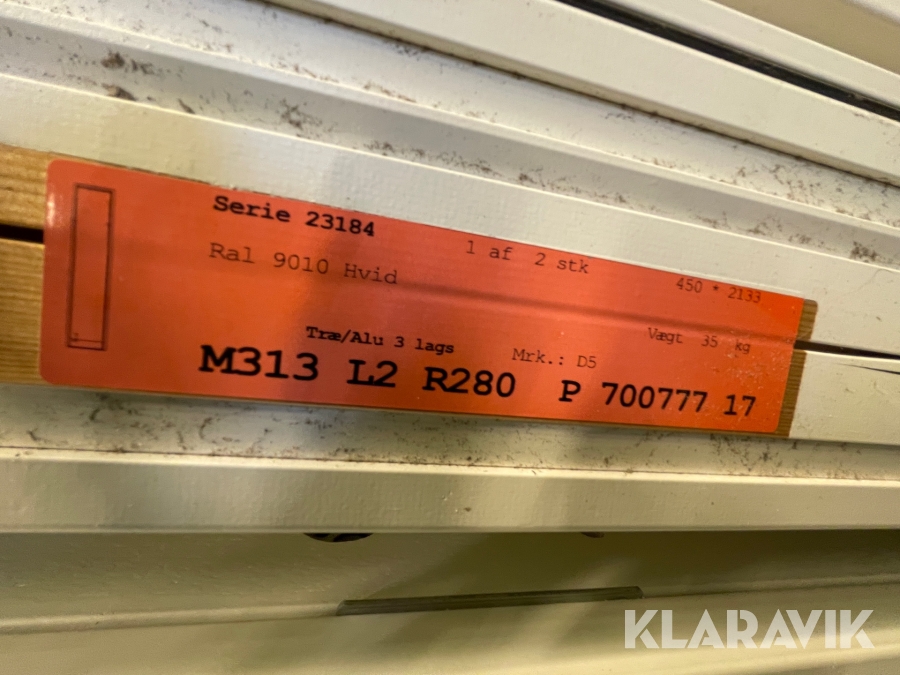 Serie 23184
1 af 2 stk
450 * 2133
Ral 9010 Hvid
Vægt 35 kg
Træ/Alu 3 lags
Mrk.: D5
M313 L2 R280 P 700777 17
KLARAVIK